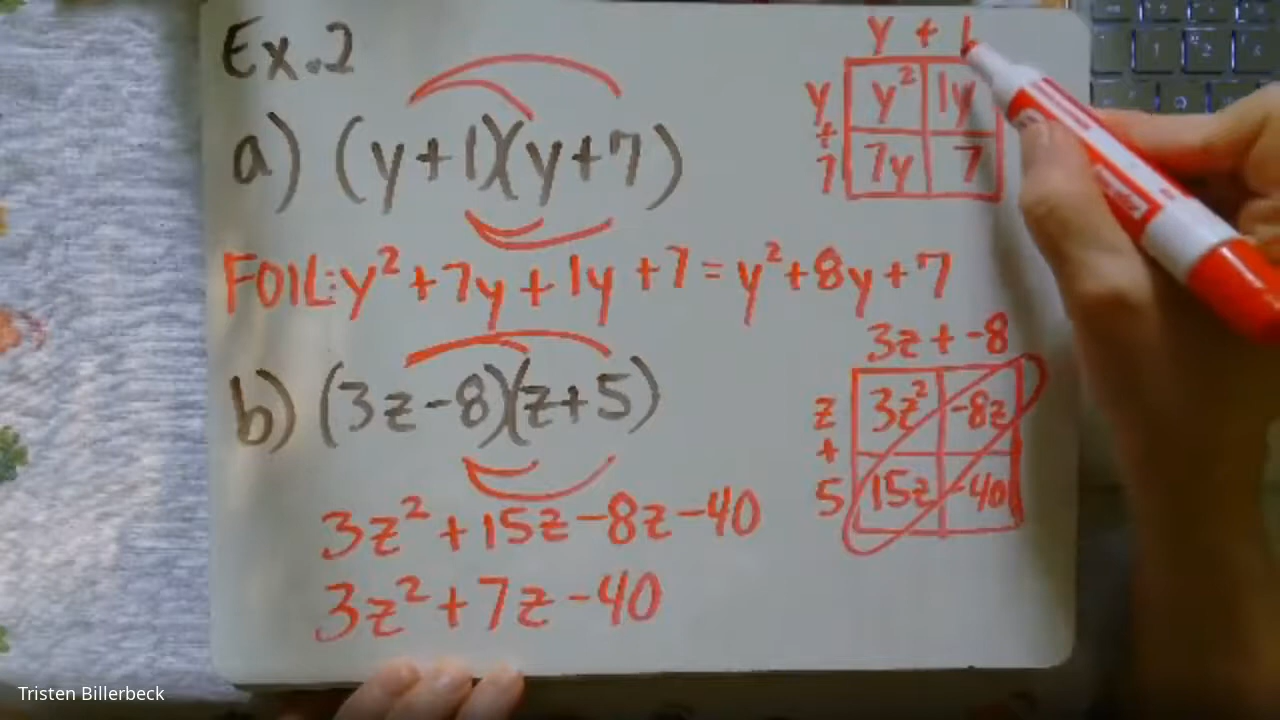 Ex.2
a) (y+1)(y+7)
y + 1
y y² 1y
+
7 7y 7
FOIL: y² + 7y + 1y + 7 = y² + 8y + 7
b) (3z-8)(z+5)
3z + -8
z 3z² -8z
+
5 15z -40
3z² + 15z - 8z - 40
3z² + 7z - 40
Tristen Billerbeck